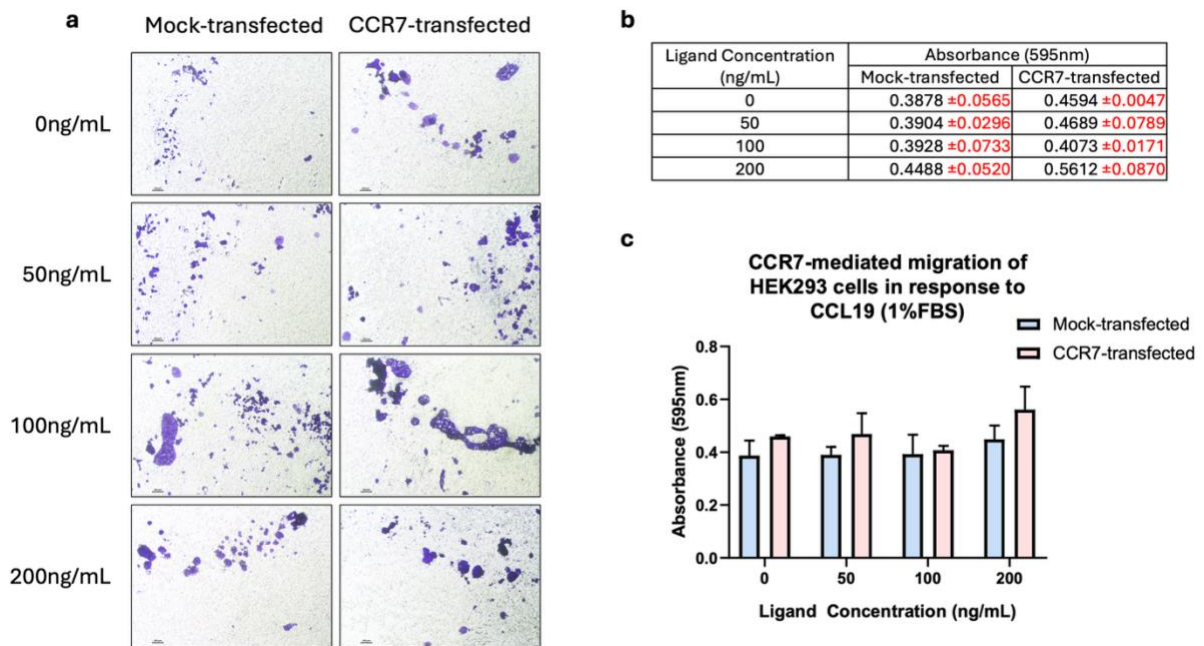 a
Mock-transfected CCR7-transfected
0ng/mL
50ng/mL
100ng/mL
200ng/mL
b
Ligand Concentration (ng/mL) Absorbance (595nm)
Mock-transfected CCR7-transfected
0 0.3878 ±0.0565 0.4594 ±0.0047
50 0.3904 ±0.0296 0.4689 ±0.0789
100 0.3928 ±0.0733 0.4073 ±0.0171
200 0.4488 ±0.0520 0.5612 ±0.0870
c
CCR7-mediated migration of
HEK293 cells in response to
CCL19 (1%FBS)
Mock-transfected
CCR7-transfected
Absorbance (595nm)
0.8
0.6
0.4
0.2
0.0
0 50 100 200
Ligand Concentration (ng/mL)